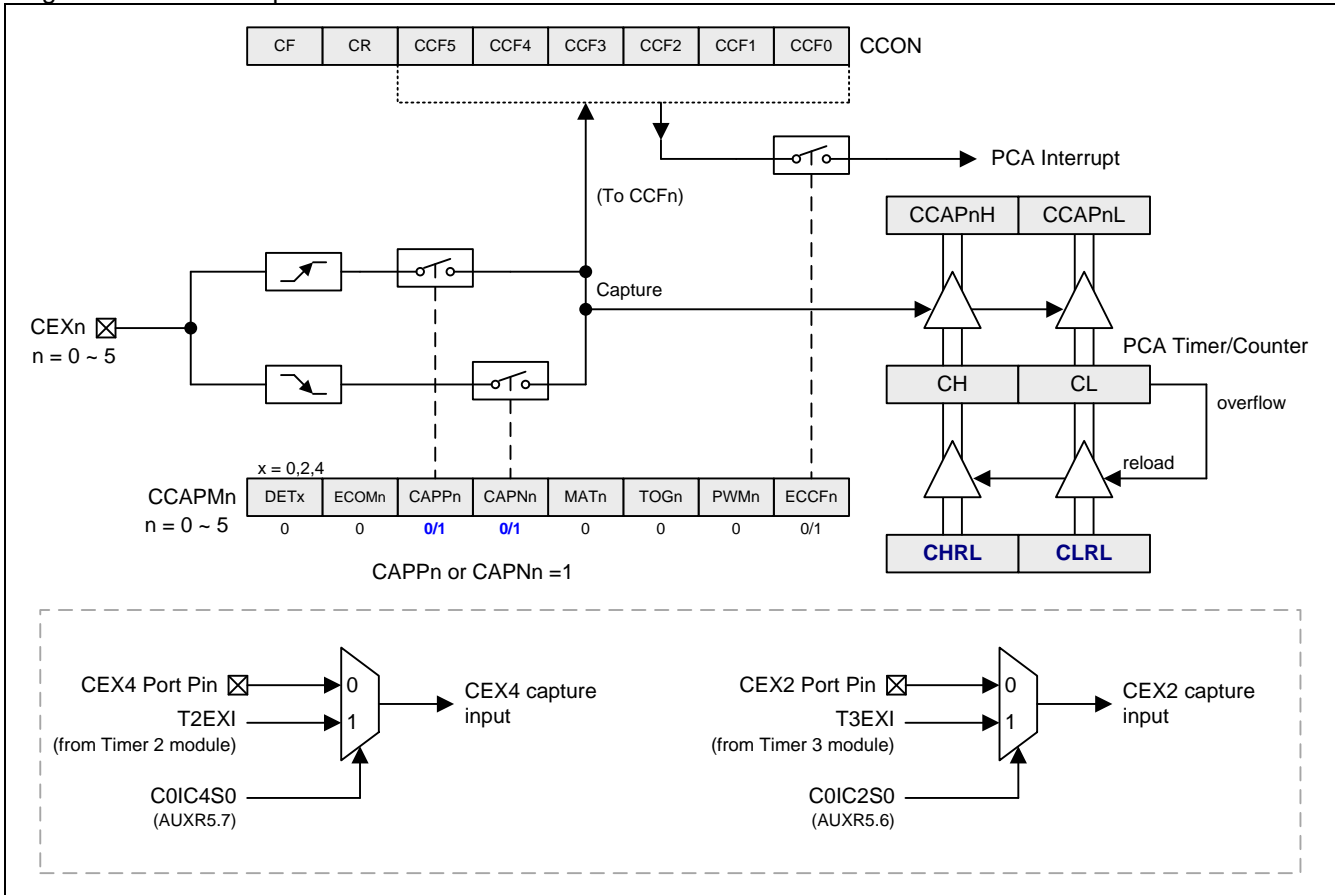 CF CR CCF5 CCF4 CCF3 CCF2 CCF1 CCF0 CCON
PCA Interrupt
(To CCFn)
CCAPnH CCAPnL
Capture
CEXn
n = 0 ~ 5
PCA Timer/Counter
CH CL
overflow
reload
x = 0,2,4
CCAPMn DETx ECOMn CAPPn CAPNn MATn TOGn PWMn ECCFn
n = 0 ~ 5 0 0 0/1 0/1 0 0 0 0/1
CHRL CLRL
CAPPn or CAPNn =1
CEX4 Port Pin 0 CEX4 capture
input
T2EXI 1
(from Timer 2 module)
C0IC4S0
(AUXR5.7)
CEX2 Port Pin 0 CEX2 capture
input
T3EXI 1
(from Timer 3 module)
C0IC2S0
(AUXR5.6)